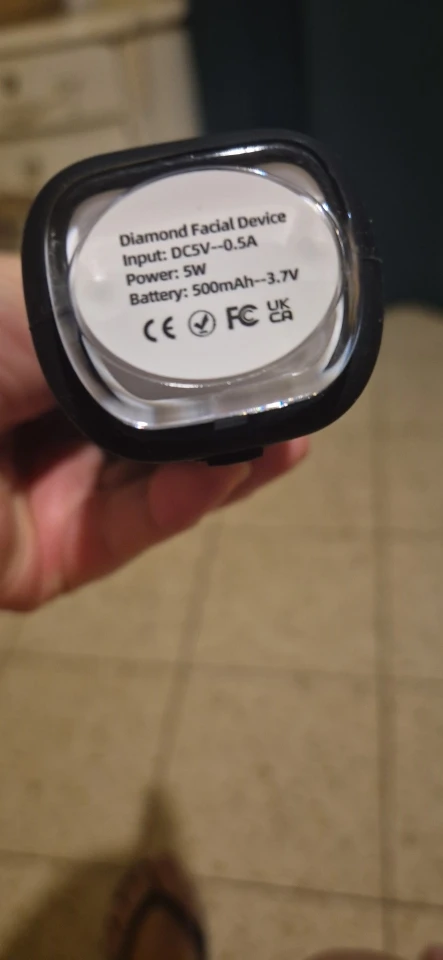 Diamond Facial Device
Input: DC5V--0.5A
Power: 5W
Battery: 500mAh--3.7V
CE FC UK CA